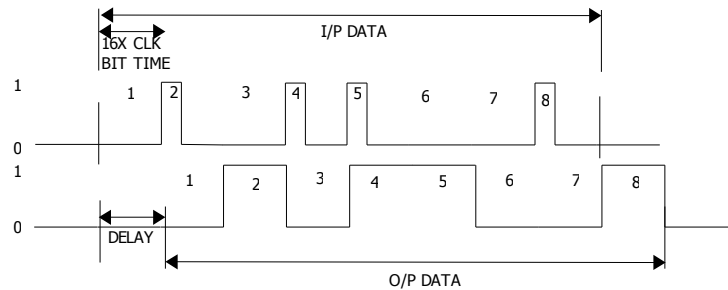 I/P DATA
16X CLK
BIT TIME
1
1 2 3 4 5 6 7 8
0
1
1 2 3 4 5 6 7 8
0
DELAY
O/P DATA